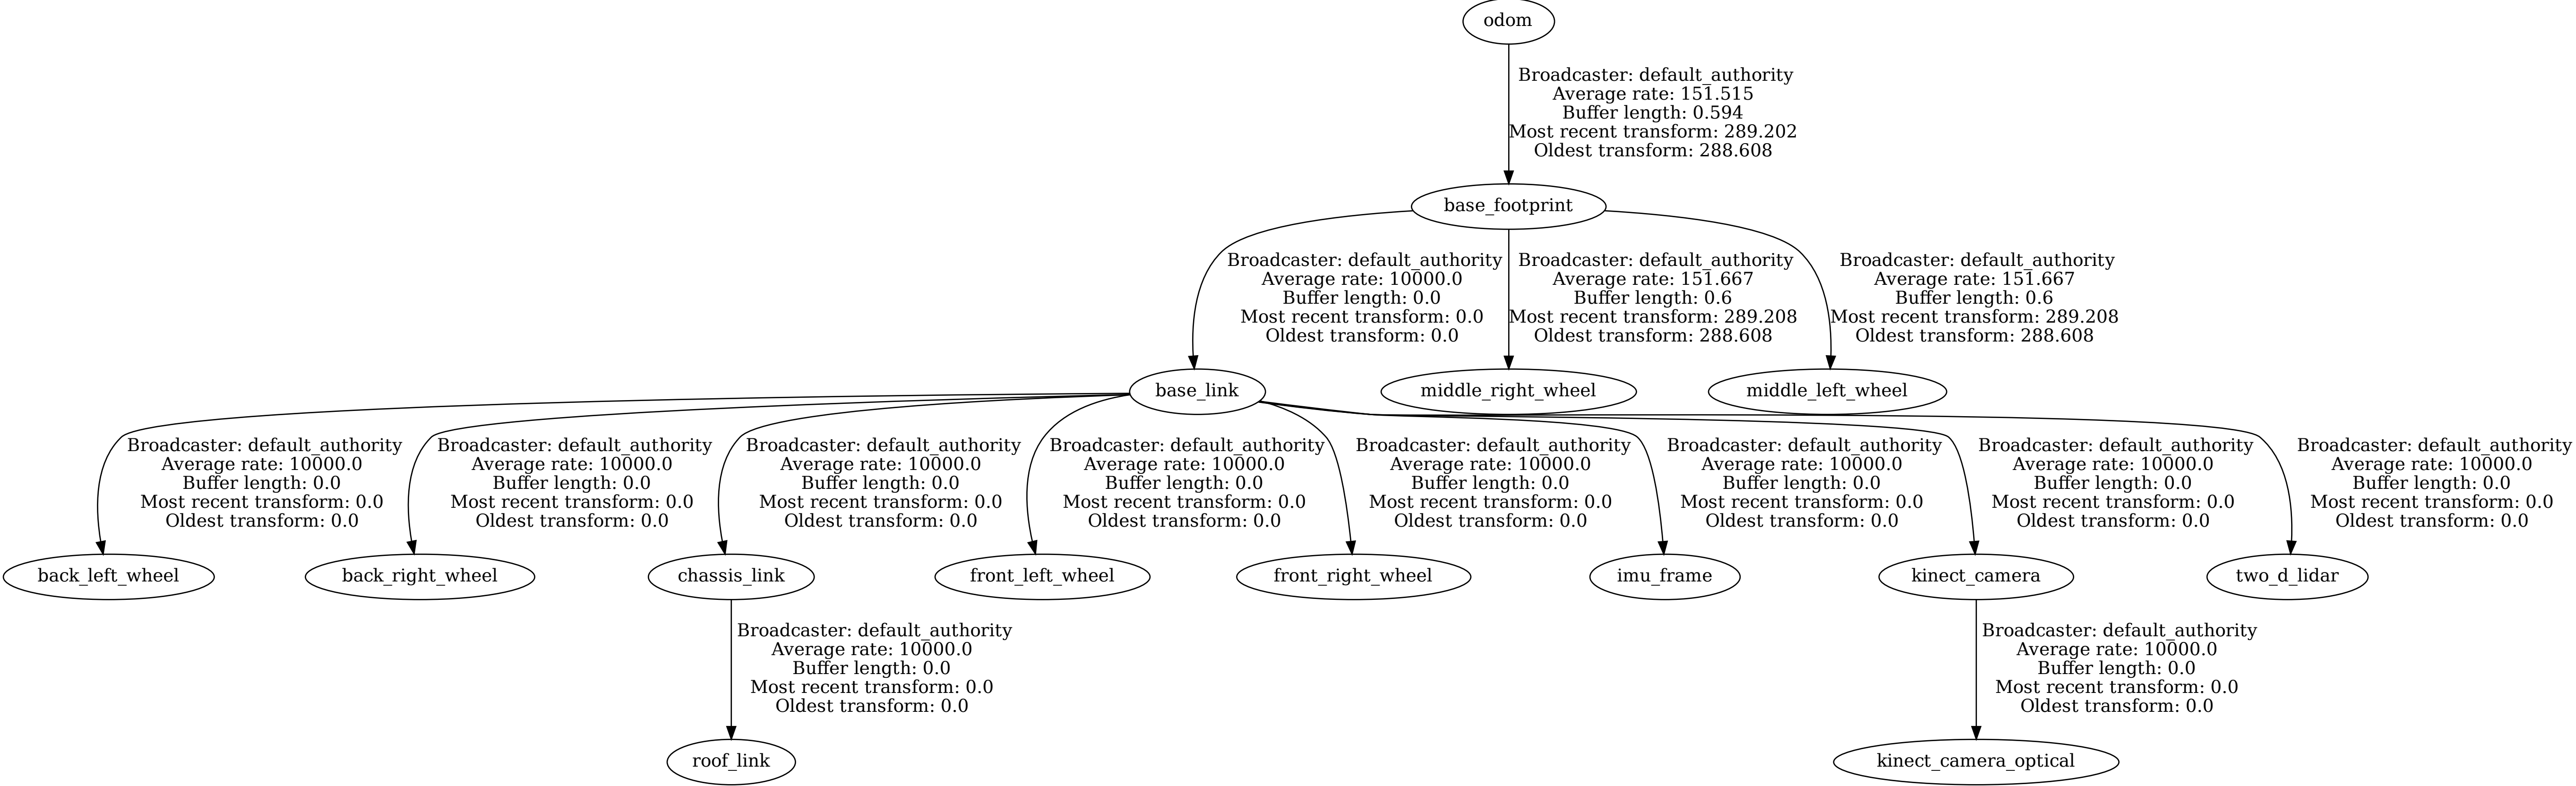 odom
Broadcaster: default_authority
Average rate: 151.515
Buffer length: 0.594
Most recent transform: 289.202
Oldest transform: 288.608
base_footprint
Broadcaster: default_authority
Average rate: 10000.0
Buffer length: 0.0
Most recent transform: 0.0
Oldest transform: 0.0
Broadcaster: default_authority
Average rate: 151.667
Buffer length: 0.6
Most recent transform: 289.208
Oldest transform: 288.608
Broadcaster: default_authority
Average rate: 151.667
Buffer length: 0.6
Most recent transform: 289.208
Oldest transform: 288.608
base_link
middle_right_wheel
middle_left_wheel
Broadcaster: default_authority
Average rate: 10000.0
Buffer length: 0.0
Most recent transform: 0.0
Oldest transform: 0.0
Broadcaster: default_authority
Average rate: 10000.0
Buffer length: 0.0
Most recent transform: 0.0
Oldest transform: 0.0
Broadcaster: default_authority
Average rate: 10000.0
Buffer length: 0.0
Most recent transform: 0.0
Oldest transform: 0.0
Broadcaster: default_authority
Average rate: 10000.0
Buffer length: 0.0
Most recent transform: 0.0
Oldest transform: 0.0
Broadcaster: default_authority
Average rate: 10000.0
Buffer length: 0.0
Most recent transform: 0.0
Oldest transform: 0.0
Broadcaster: default_authority
Average rate: 10000.0
Buffer length: 0.0
Most recent transform: 0.0
Oldest transform: 0.0
Broadcaster: default_authority
Average rate: 10000.0
Buffer length: 0.0
Most recent transform: 0.0
Oldest transform: 0.0
Broadcaster: default_authority
Average rate: 10000.0
Buffer length: 0.0
Most recent transform: 0.0
Oldest transform: 0.0
back_left_wheel
back_right_wheel
chassis_link
front_left_wheel
front_right_wheel
imu_frame
kinect_camera
two_d_lidar
Broadcaster: default_authority
Average rate: 10000.0
Buffer length: 0.0
Most recent transform: 0.0
Oldest transform: 0.0
Broadcaster: default_authority
Average rate: 10000.0
Buffer length: 0.0
Most recent transform: 0.0
Oldest transform: 0.0
roof_link
kinect_camera_optical